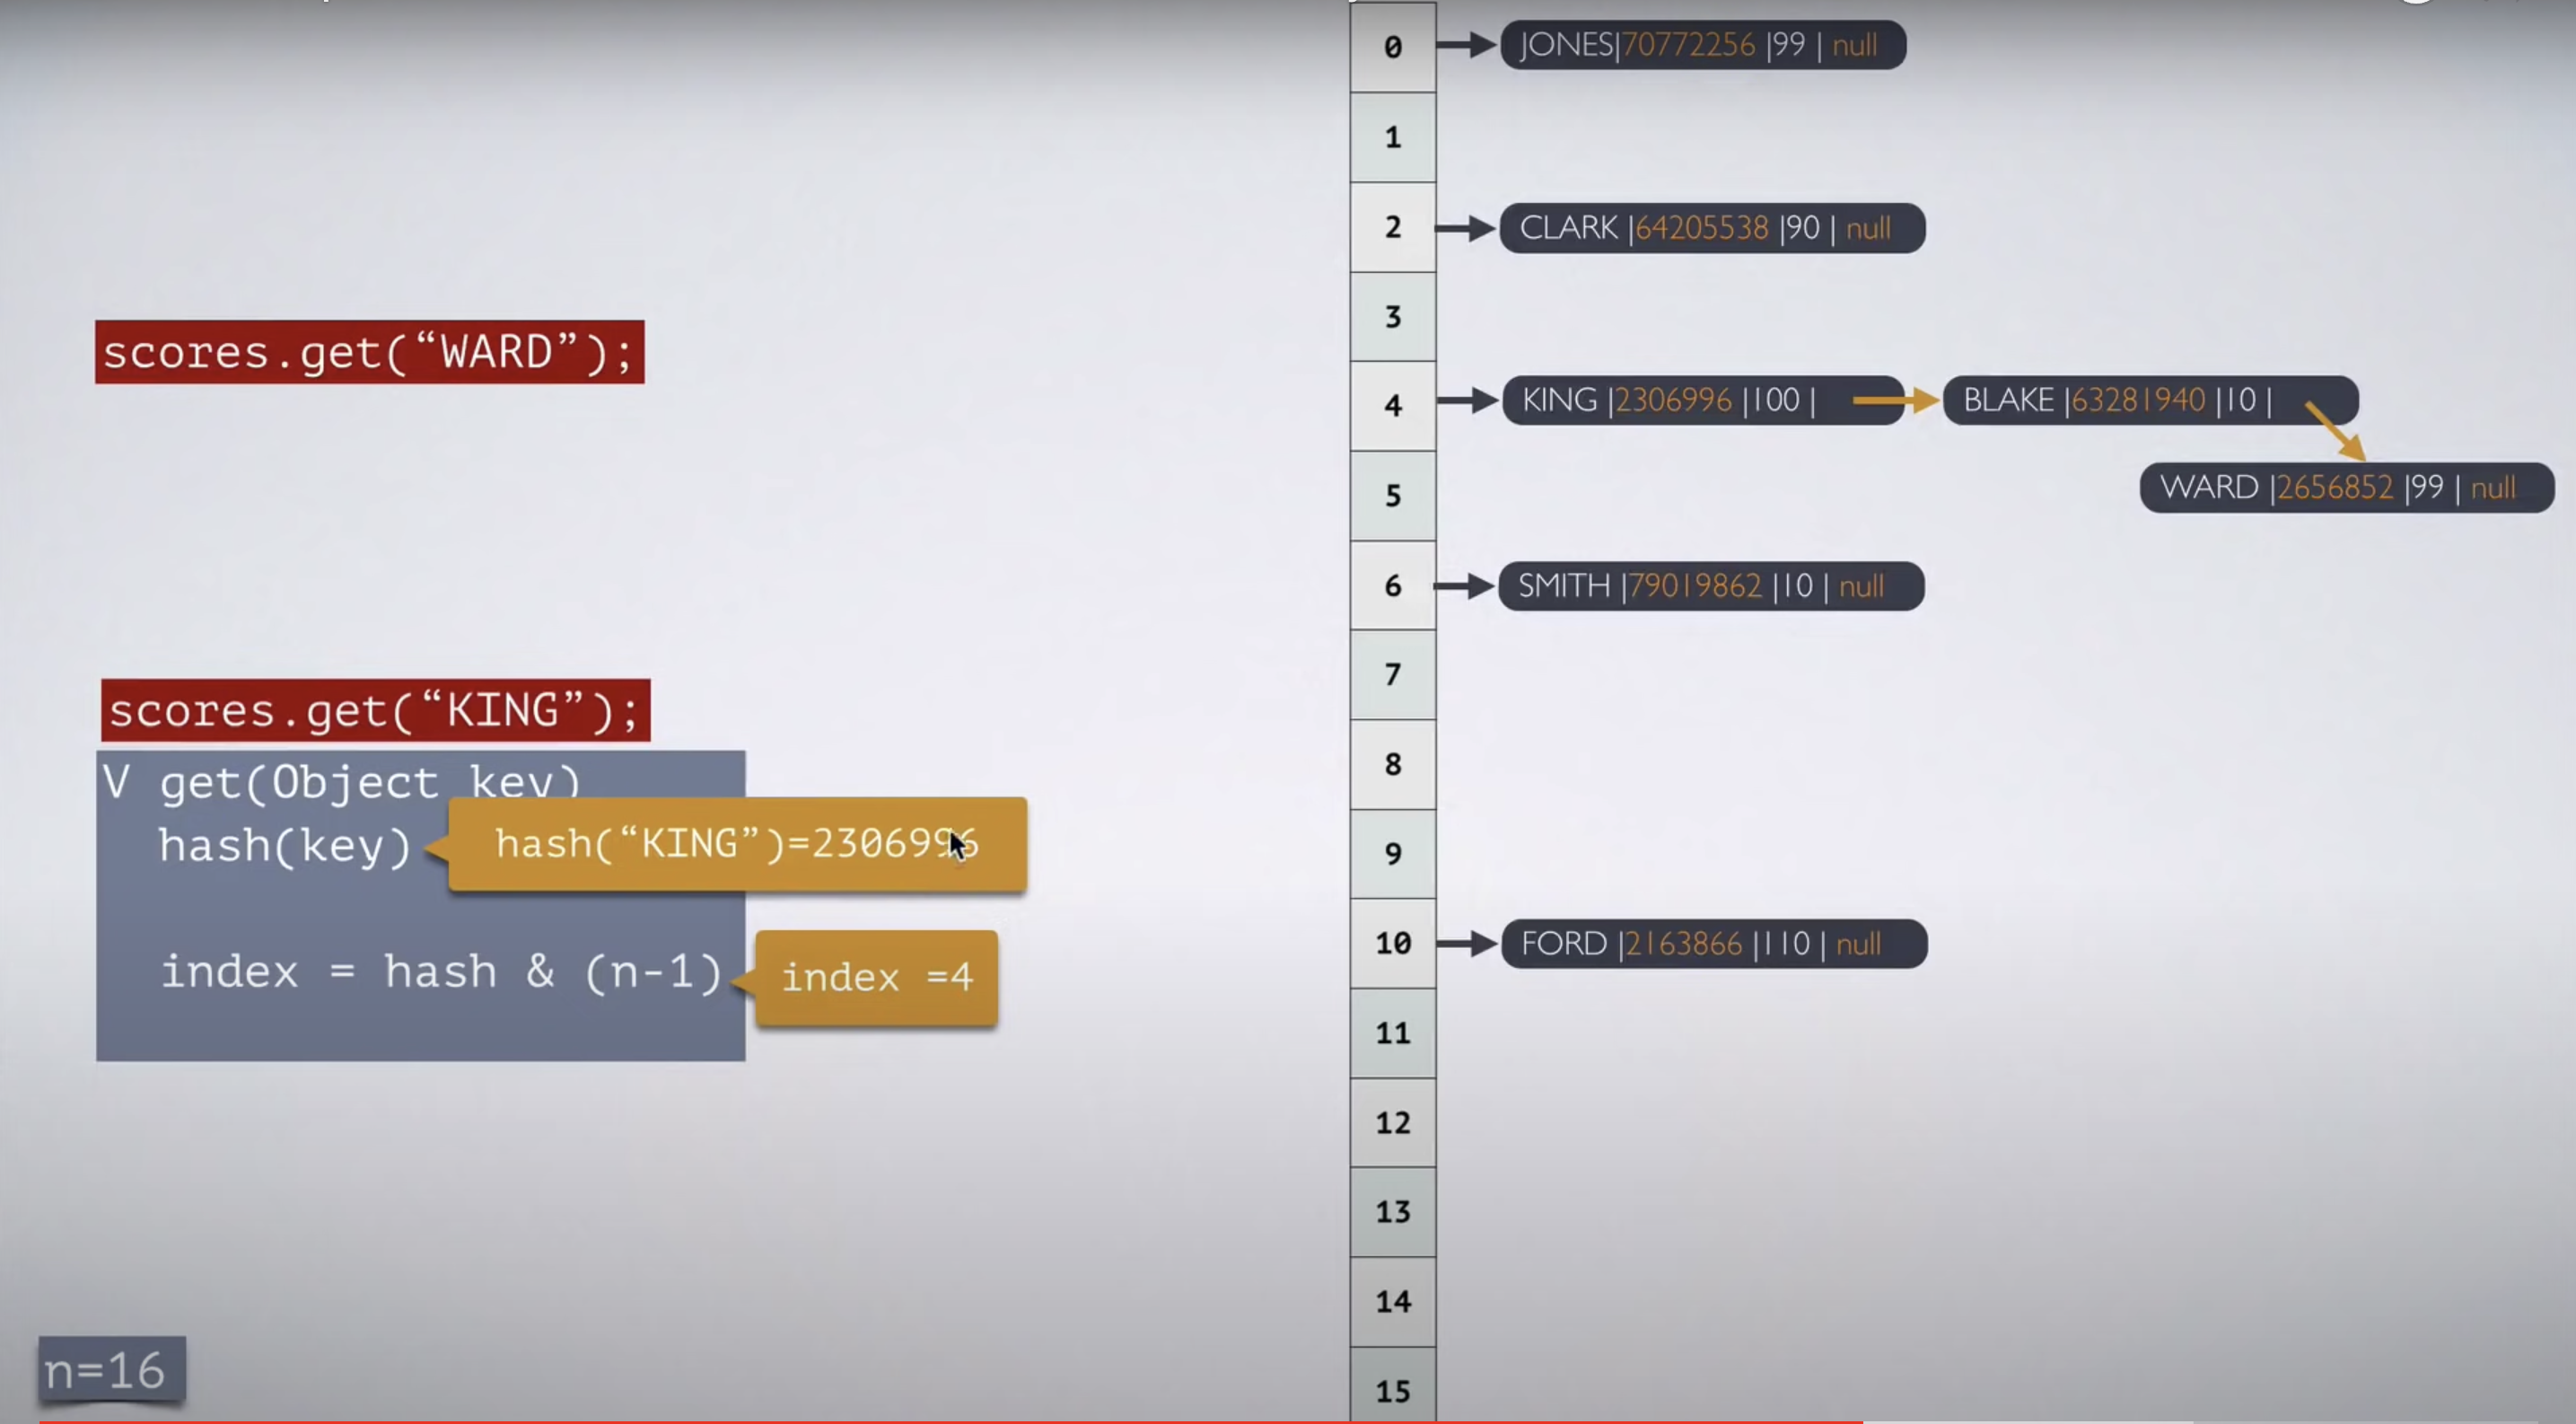 scores.get(“WARD”);
scores.get(“KING”);
V get(Object key)
hash(key)
hash(“KING”)=2306996
index = hash & (n-1)
index =4
n=16
0
JONES|70772256 |99 | null
1
2
CLARK |64205538 |90 | null
3
4
KING |2306996 |100 |
BLAKE |63281940 |10 |
5
WARD |2656852 |99 | null
6
SMITH |79019862 |10 | null
7
8
9
10
FORD |2163866 |110 | null
11
12
13
14
15